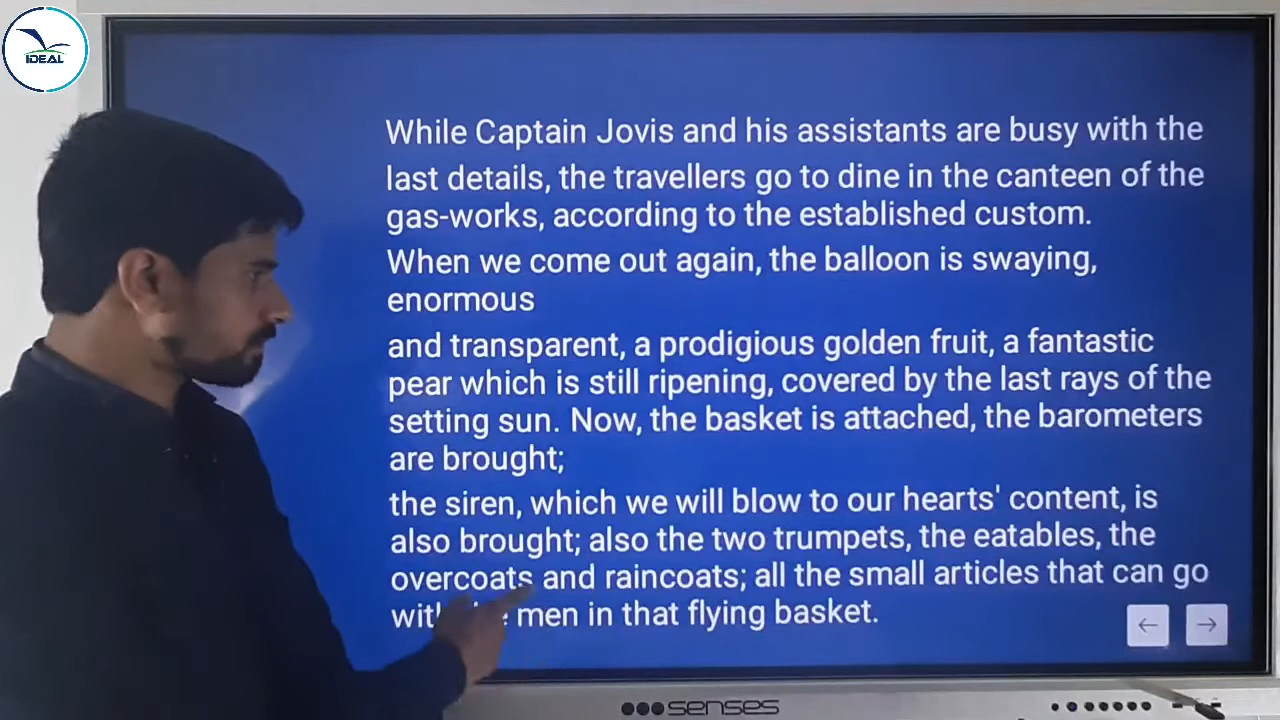 IDEAL
While Captain Jovis and his assistants are busy with the
last details, the travellers go to dine in the canteen of the
gas-works, according to the established custom.
When we come out again, the balloon is swaying,
enormous
and transparent, a prodigious golden fruit, a fantastic
pear which is still ripening, covered by the last rays of the
setting sun. Now, the basket is attached, the barometers
are brought;
the siren, which we will blow to our hearts' content, is
also brought; also the two trumpets, the eatables, the
overcoats and raincoats; all the small articles that can go
men in that flying basket.
senses